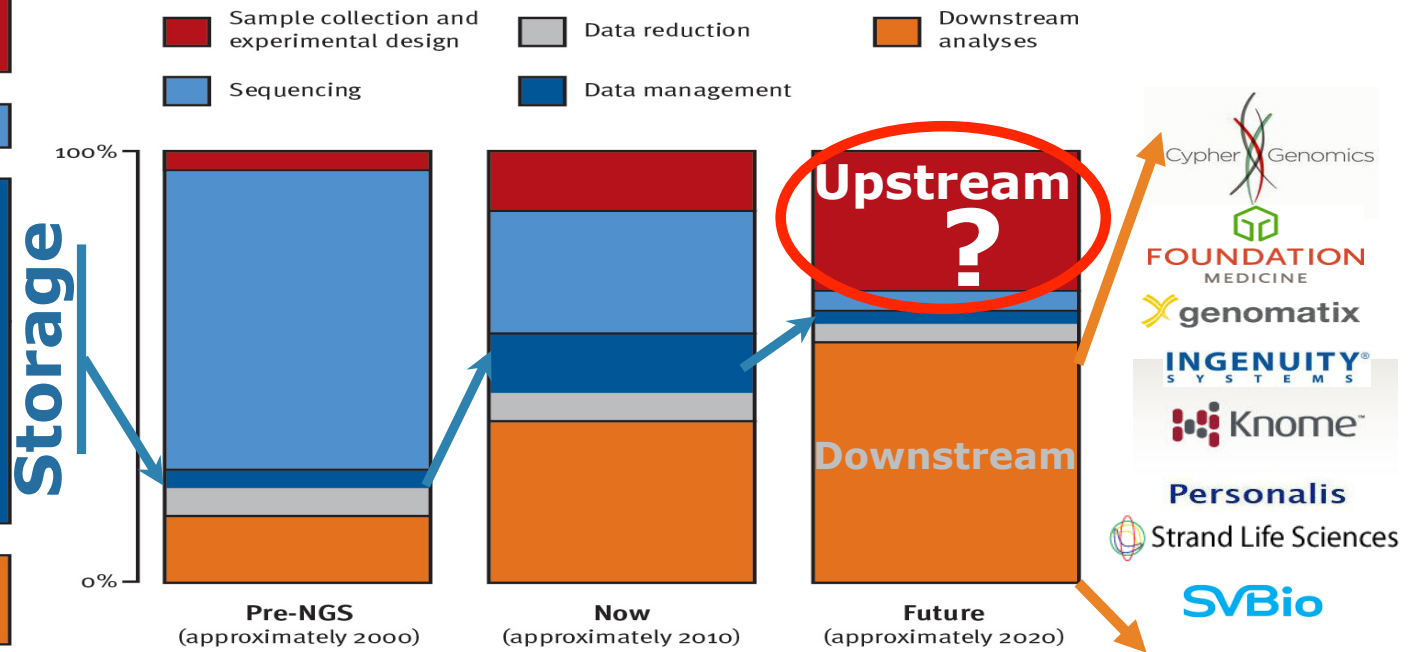 Sample collection and
experimental design
Data reduction
Downstream
analyses
Sequencing
Data management
100%
0%
Storage
Upstream
?
Downstream
Pre-NGS
(approximately 2000)
Now
(approximately 2010)
Future
(approximately 2020)
Cypher Genomics
FOUNDATION
MEDICINE
genomatix
INGENUITY®
SYSTEMS
Knome™
Personalis
Strand Life Sciences
SVBio